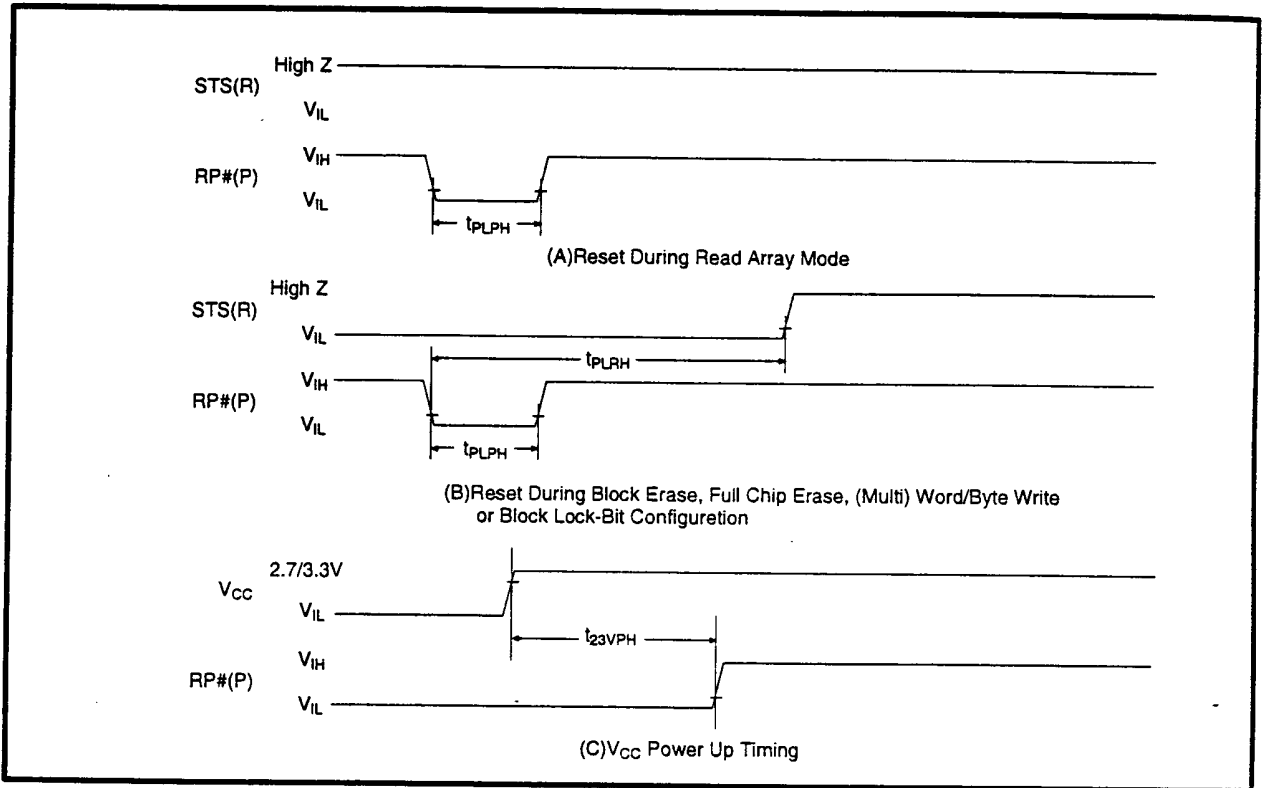 High Z
STS(R)
VIL
VIH
RP#(P)
VIL
tPLPH
(A)Reset During Read Array Mode
High Z
STS(R)
VIL
tPLRH
VIH
RP#(P)
VIL
tPLPH
(B)Reset During Block Erase, Full Chip Erase, (Multi) Word/Byte Write
or Block Lock-Bit Configuretion
2.7/3.3V
VCC
VIL
t23VPH
VIH
RP#(P)
VIL
(C)VCC Power Up Timing